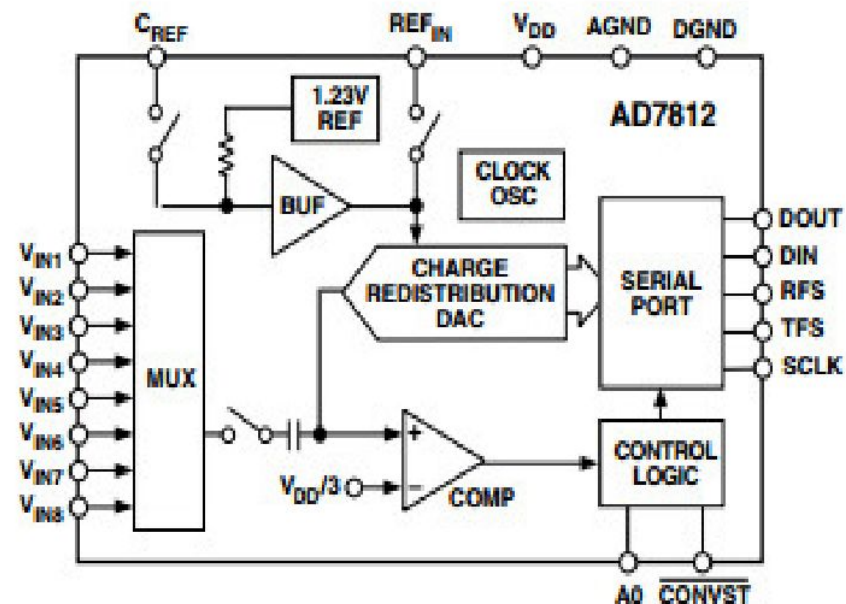 CREF
REFIN
VDD
AGND
DGND
1.23V
REF
AD7812
CLOCK
OSC
BUF
DOUT
DIN
RFS
TFS
SCLK
SERIAL
PORT
CHARGE
REDISTRIBUTION
DAC
VIN1
VIN2
VIN3
VIN4
VIN5
VIN6
VIN7
VIN8
MUX
+
VDD/3
−
COMP
CONTROL
LOGIC
A0
CONVST